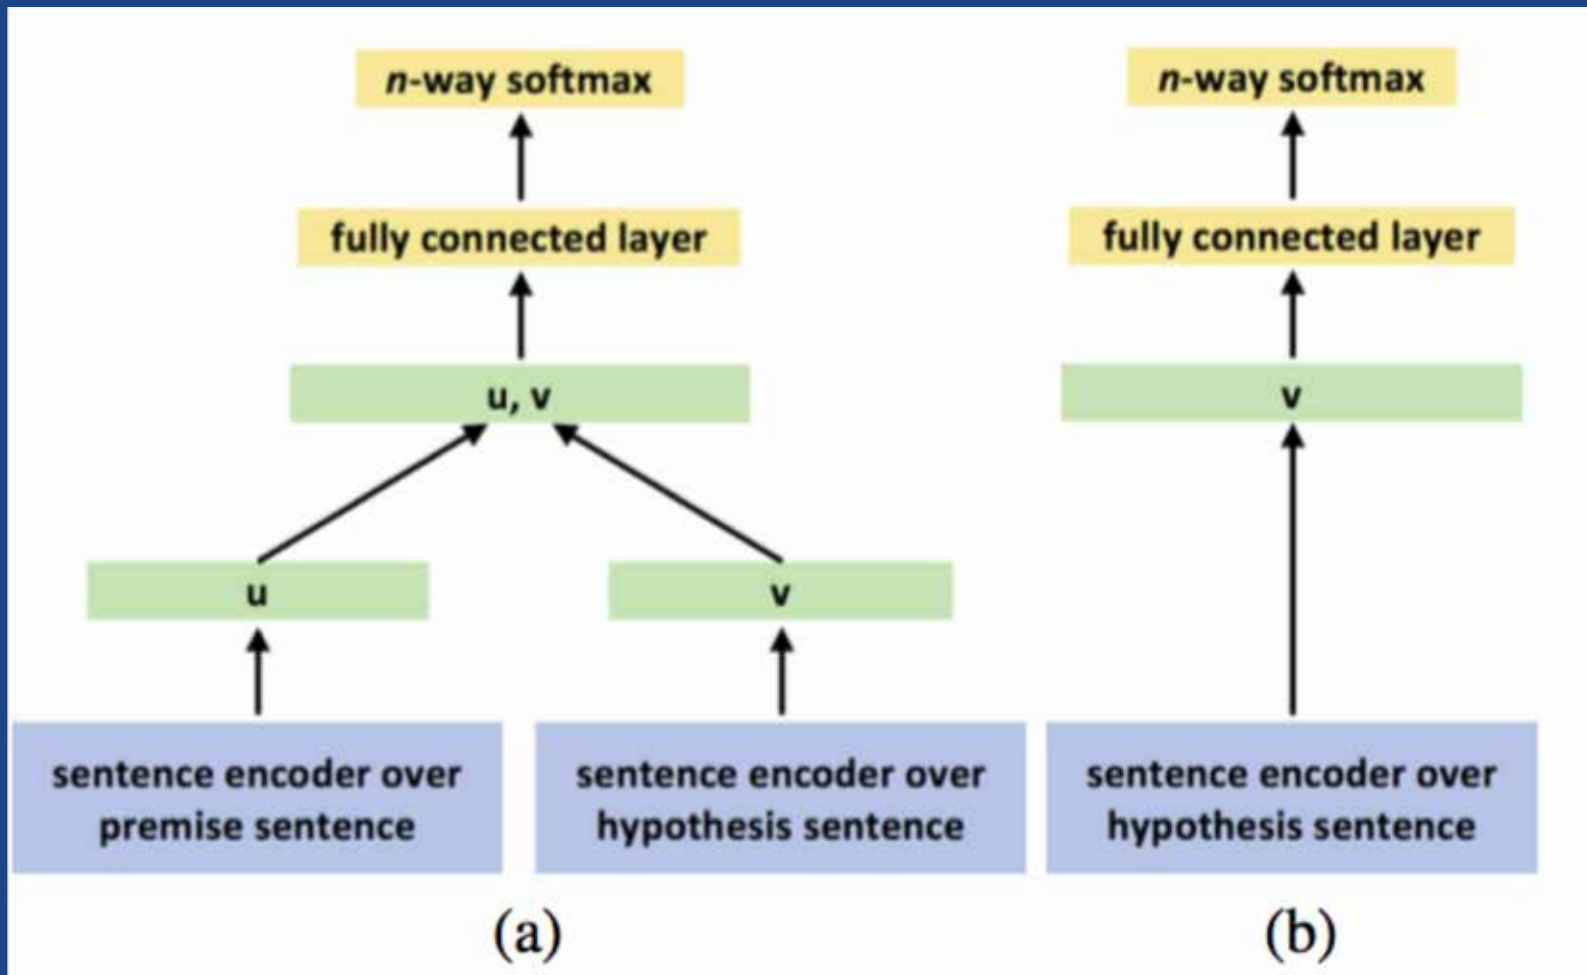 n-way softmax
fully connected layer
u, v
u
v
sentence encoder over
premise sentence
sentence encoder over
hypothesis sentence
(a)
n-way softmax
fully connected layer
v
sentence encoder over
hypothesis sentence
(b)